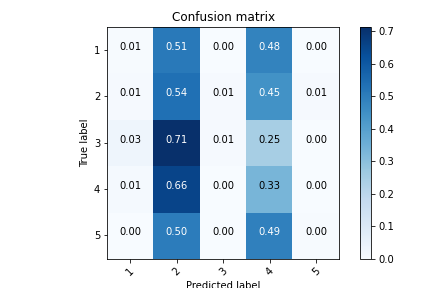 Confusion matrix
0.7
1 0.01 0.51 0.00 0.48 0.00
0.6
2 0.01 0.54 0.01 0.45 0.01
0.5
0.4
True label
3 0.03 0.71 0.01 0.25 0.00
0.3
4 0.01 0.66 0.00 0.33 0.00
0.2
0.1
5 0.00 0.50 0.00 0.49 0.00
0.0
1 2 3 4 5
Predicted label